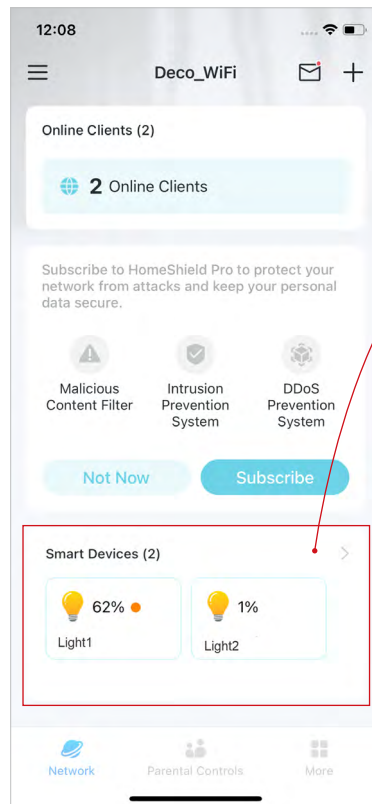 12:08
Deco_WiFi
Online Clients (2)
2 Online Clients
Subscribe to HomeShield Pro to protect your
network from attacks and keep your personal
data secure.
Malicious
Content Filter
Intrusion
Prevention
System
DDoS
Prevention
System
Not Now
Subscribe
Smart Devices (2)
62%
Light1
1%
Light2
Network
Parental Controls
More